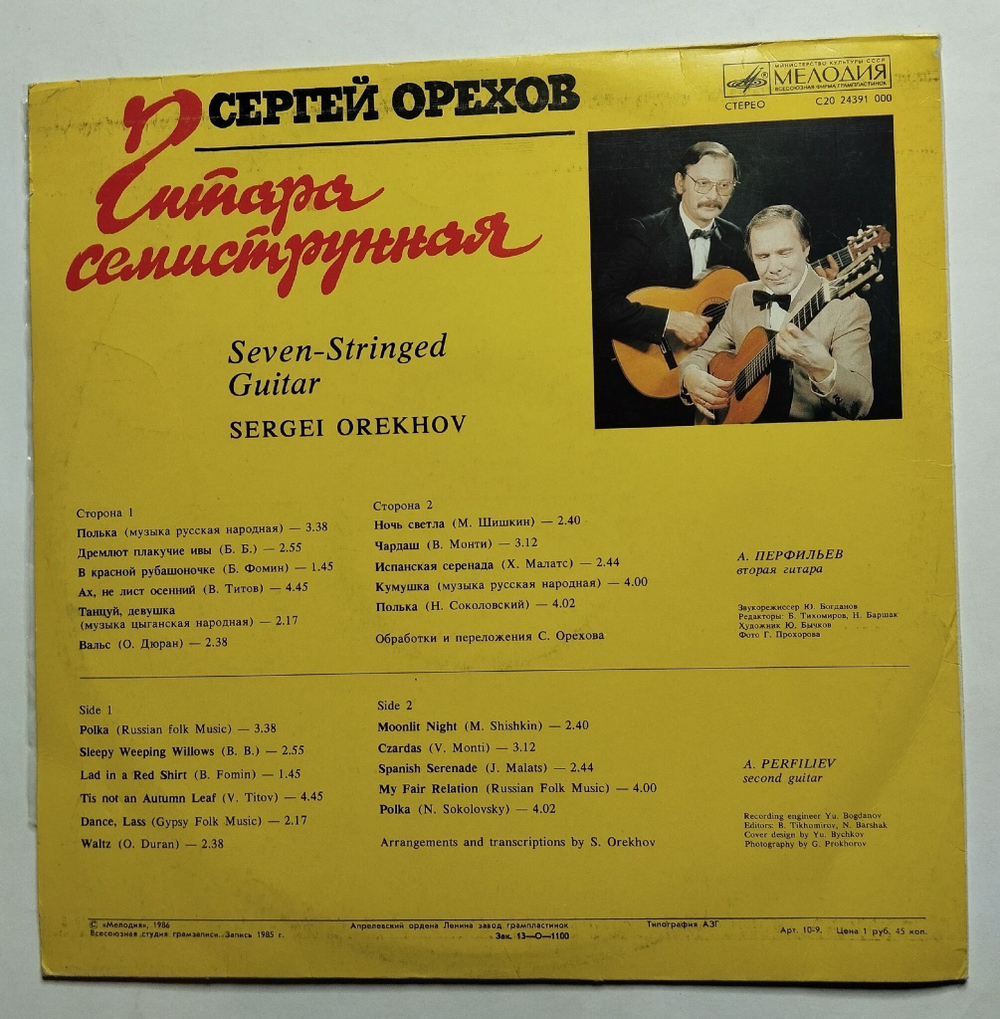 СЕРГЕЙ ОРЕХОВ
Гитара
семиструнная
МИНИСТЕРСТВО КУЛЬТУРЫ СССР
МЕЛОДИЯ
ВСЕСОЮЗНАЯ ФИРМА ГРАМПЛАСТИНОК
СТЕРЕО С20 24391 000
Seven-Stringed
Guitar
SERGEI OREKHOV
Сторона 1
Полька (музыка русская народная) — 3.38
Дремлют плакучие ивы (Б. Б.) — 2.55
В красной рубашоночке (Б. Фомин) — 1.45
Ах, не лист осенний (В. Титов) — 4.45
Танцуй, девушка
(музыка цыганская народная) — 2.17
Вальс (О. Дюран) — 2.38
Сторона 2
Ночь светла (М. Шишкин) — 2.40
Чардаш (В. Монти) — 3.12
Испанская серенада (Х. Малатс) — 2.44
Кумушка (музыка русская народная) — 4.00
Полька (Н. Соколовский) — 4.02
Обработки и переложения С. Орехова
А. ПЕРФИЛЬЕВ
вторая гитара
Звукорежиссер Ю. Богданов
Редакторы: Б. Тихомиров, Н. Баршак
Художник Ю. Бычков
Фото Г. Прохорова
Side 1
Polka (Russian folk Music) — 3.38
Sleepy Weeping Willows (B. B.) — 2.55
Lad in a Red Shirt (B. Fomin) — 1.45
Tis not an Autumn Leaf (V. Titov) — 4.45
Dance, Lass (Gypsy Folk Music) — 2.17
Waltz (O. Duran) — 2.38
Side 2
Moonlit Night (M. Shishkin) — 2.40
Czardas (V. Monti) — 3.12
Spanish Serenade (J. Malats) — 2.44
My Fair Relation (Russian Folk Music) — 4.00
Polka (N. Sokolovsky) — 4.02
Arrangements and transcriptions by S. Orekhov
A. PERFILIEV
second guitar
Recording engineer Yu. Bogdanov
Editors: B. Tikhomirov, N. Barshak
Cover design by Yu. Bychkov
Photography by G. Prokhorov
© «Мелодия», 1986
Всесоюзная студия грамзаписи. Запись 1985 г.
Апрелевский ордена Ленина завод грампластинок
Зак. 13—О—1100
Типография АЗГ
Арт. 10-9. Цена 1 руб. 45 коп.